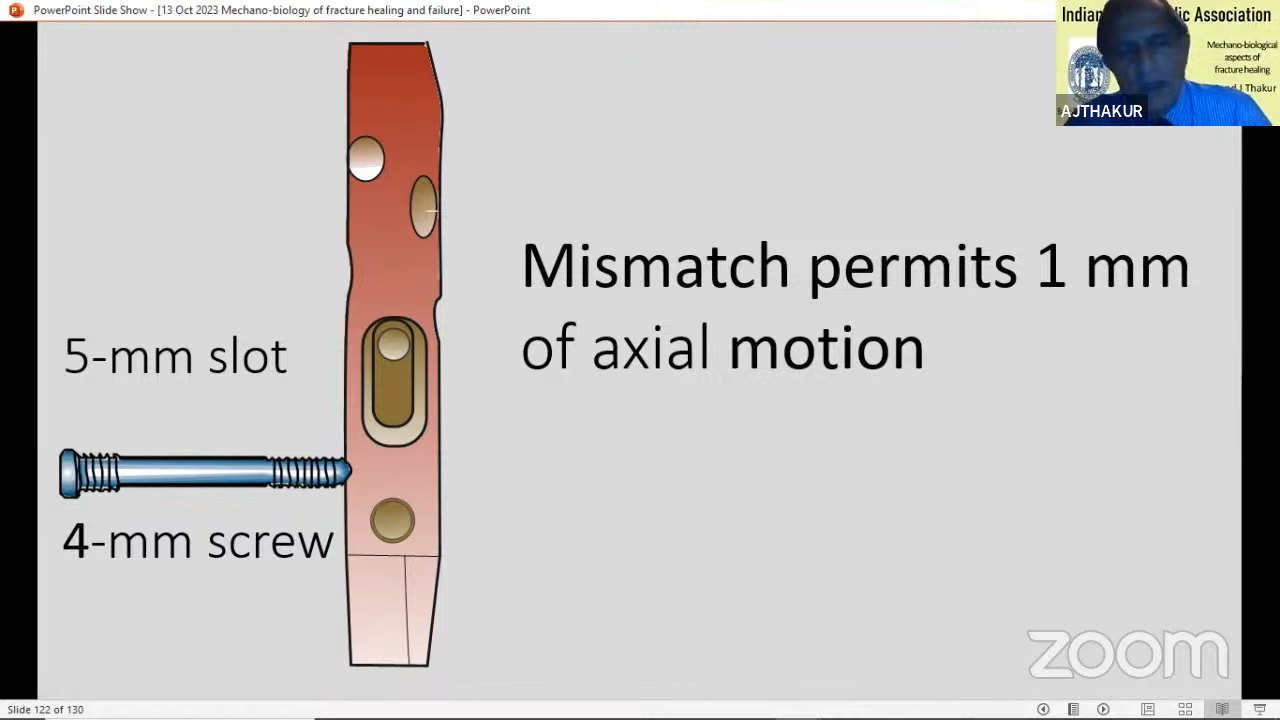 PowerPoint Slide Show - [13 Oct 2023 Mechano-biology of fracture healing and failure] - PowerPoint
Association
Mechano-biological
aspects of
fracture healing
J Thakur
AJTHAKUR
Mismatch permits 1 mm
of axial motion
5-mm slot
4-mm screw
zoom
Slide 122 of 130